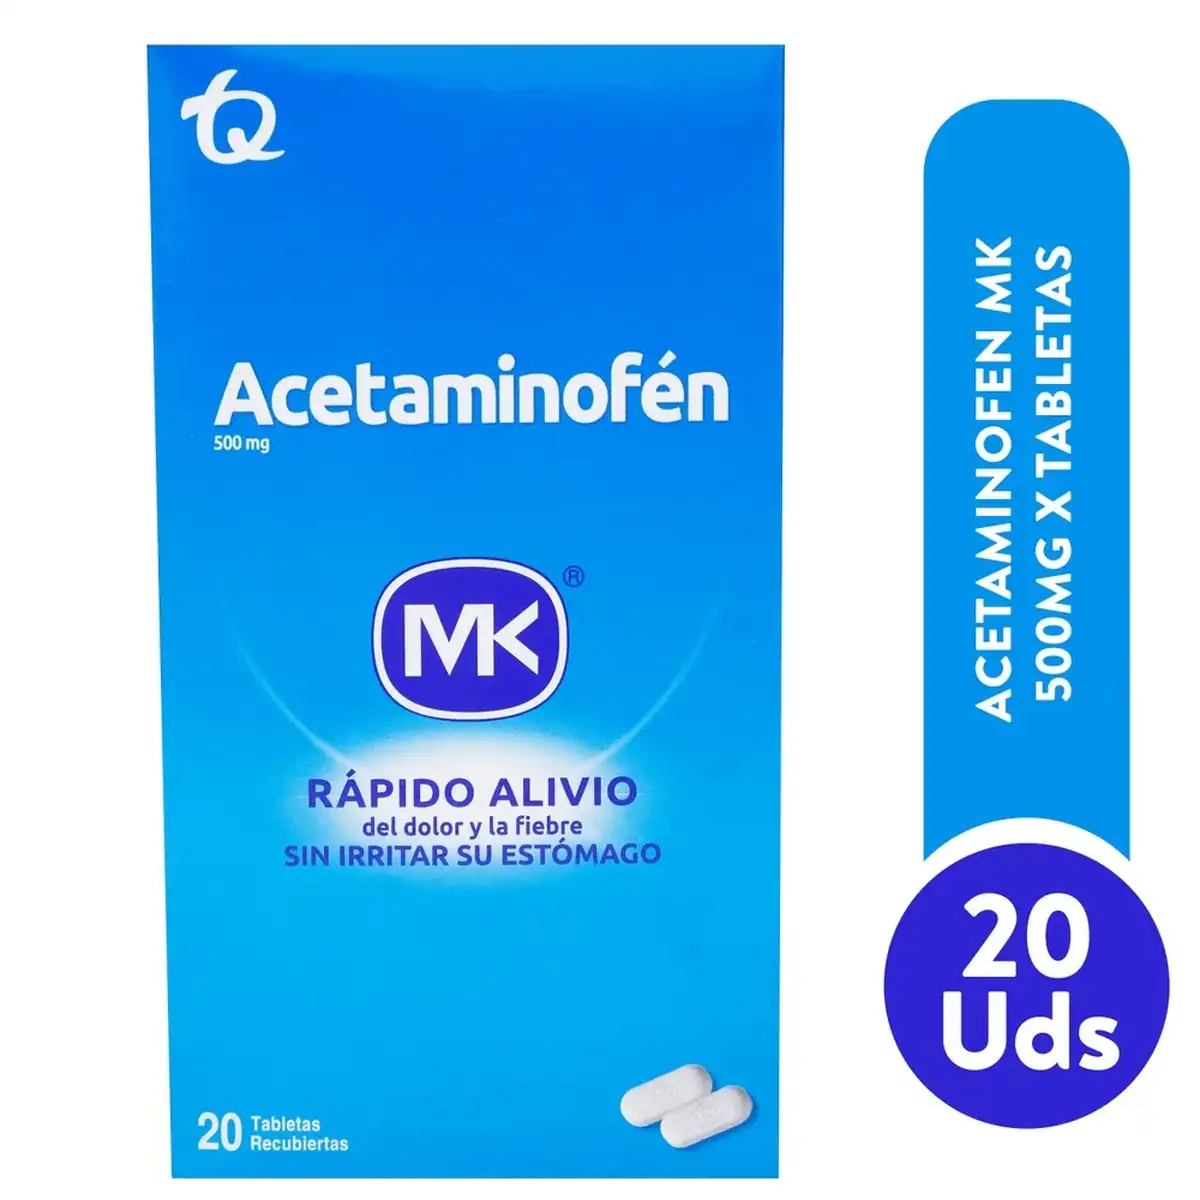 TQ
Acetaminofén
500 mg
MK®
RÁPIDO ALIVIO
del dolor y la fiebre
SIN IRRITAR SU ESTÓMAGO
20 Tabletas
Recubiertas
ACETAMINOFEN MK
500MG X TABLETAS
20
Uds